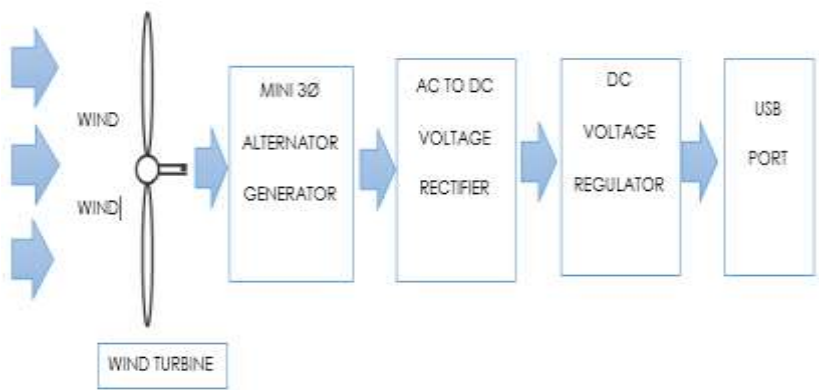 WIND
WIND
MINI 3Ø
ALTERNATOR
GENERATOR
AC TO DC
VOLTAGE
RECTIFIER
DC
VOLTAGE
REGULATOR
USB
PORT
WIND TURBINE